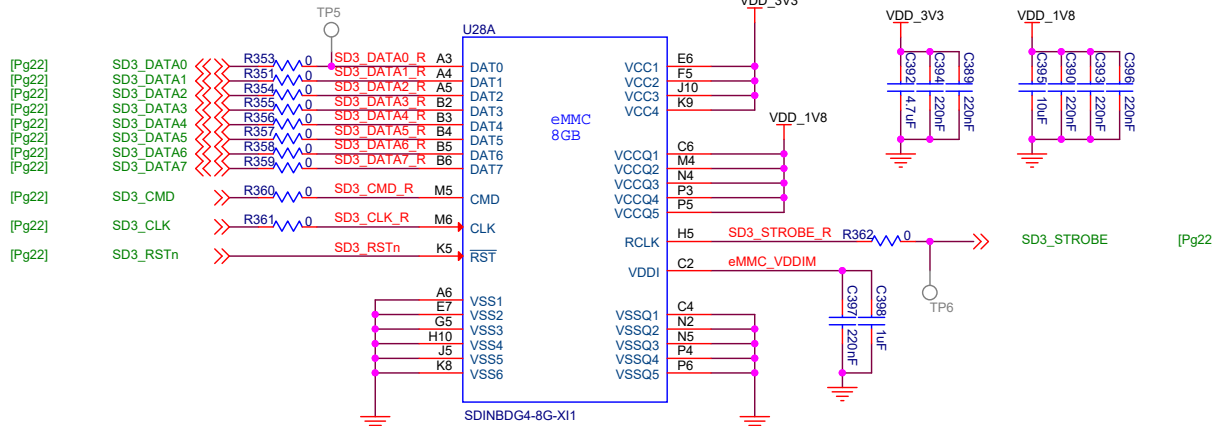 TP5
VDD_3V3
VDD_3V3
VDD_1V8
U28A
[Pg22] SD3_DATA0 R353 0 SD3_DATA0_R A3 DAT0
[Pg22] SD3_DATA1 R351 SD3_DATA1_R A4 DAT1
[Pg22] SD3_DATA2 R354 SD3_DATA2_R A5 DAT2
[Pg22] SD3_DATA3 R355 SD3_DATA3_R B2 DAT3
[Pg22] SD3_DATA4 R356 SD3_DATA4_R B3 DAT4
[Pg22] SD3_DATA5 R357 SD3_DATA5_R B4 DAT5
[Pg22] SD3_DATA6 R358 SD3_DATA6_R B5 DAT6
[Pg22] SD3_DATA7 R359 0 SD3_DATA7_R B6 DAT7
[Pg22] SD3_CMD R360 0 SD3_CMD_R M5 CMD
[Pg22] SD3_CLK R361 0 SD3_CLK_R M6 CLK
[Pg22] SD3_RSTn SD3_RSTn K5 RST
A6 VSS1
E7 VSS2
G5 VSS3
H10 VSS4
J5 VSS5
K8 VSS6
eMMC
8GB
VCC1 E6
VCC2 F5
VCC3 J10
VCC4 K9
VDD_1V8
VCCQ1 C6
VCCQ2 M4
VCCQ3 N4
VCCQ4 P3
VCCQ5 P5
RCLK H5 SD3_STROBE_R R362 0 SD3_STROBE [Pg22
VDDI C2 eMMC_VDDIM
TP6
VSSQ1 C4
VSSQ2 N2
VSSQ3 N5
VSSQ4 P4
VSSQ5 P6
SDINBDG4-8G-XI1
C392 4.7uF
C394 220nF
C389 220nF
C395 10uF
C390 220nF
C393 220nF
C396 220nF
C397 220nF
C398 1uF